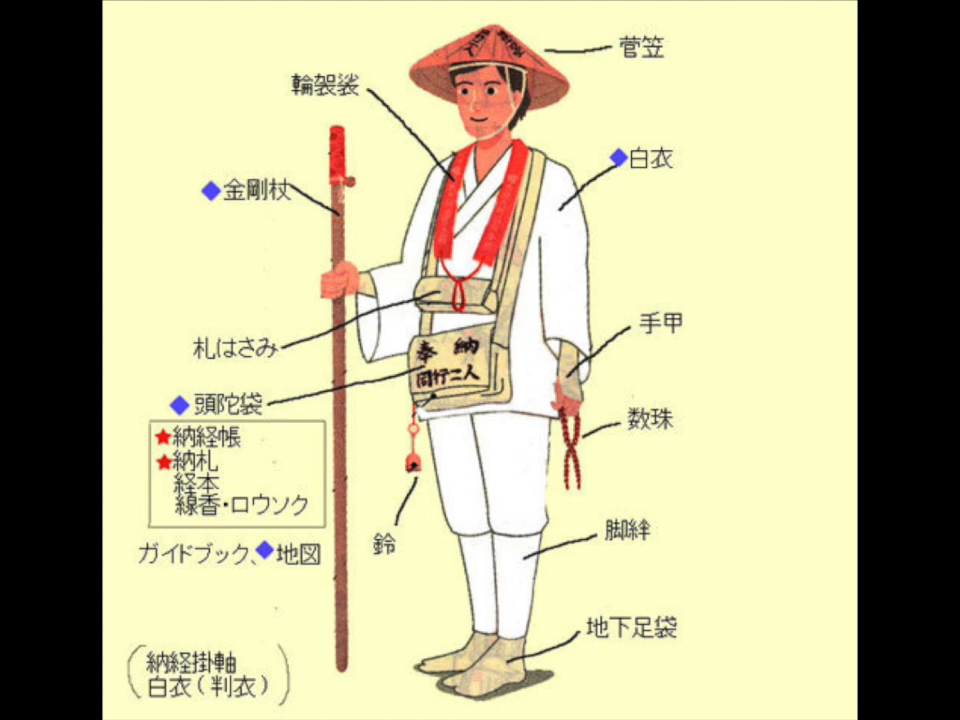 菅笠
輪袈裟
◆白衣
◆金剛杖
手甲
札はさみ
奉納
同行二人
◆頭陀袋
数珠
★納経帳
★納札
経本
線香・ロウソク
鈴
脚絆
ガイドブック、◆地図
地下足袋
(納経掛軸
白衣(判衣))